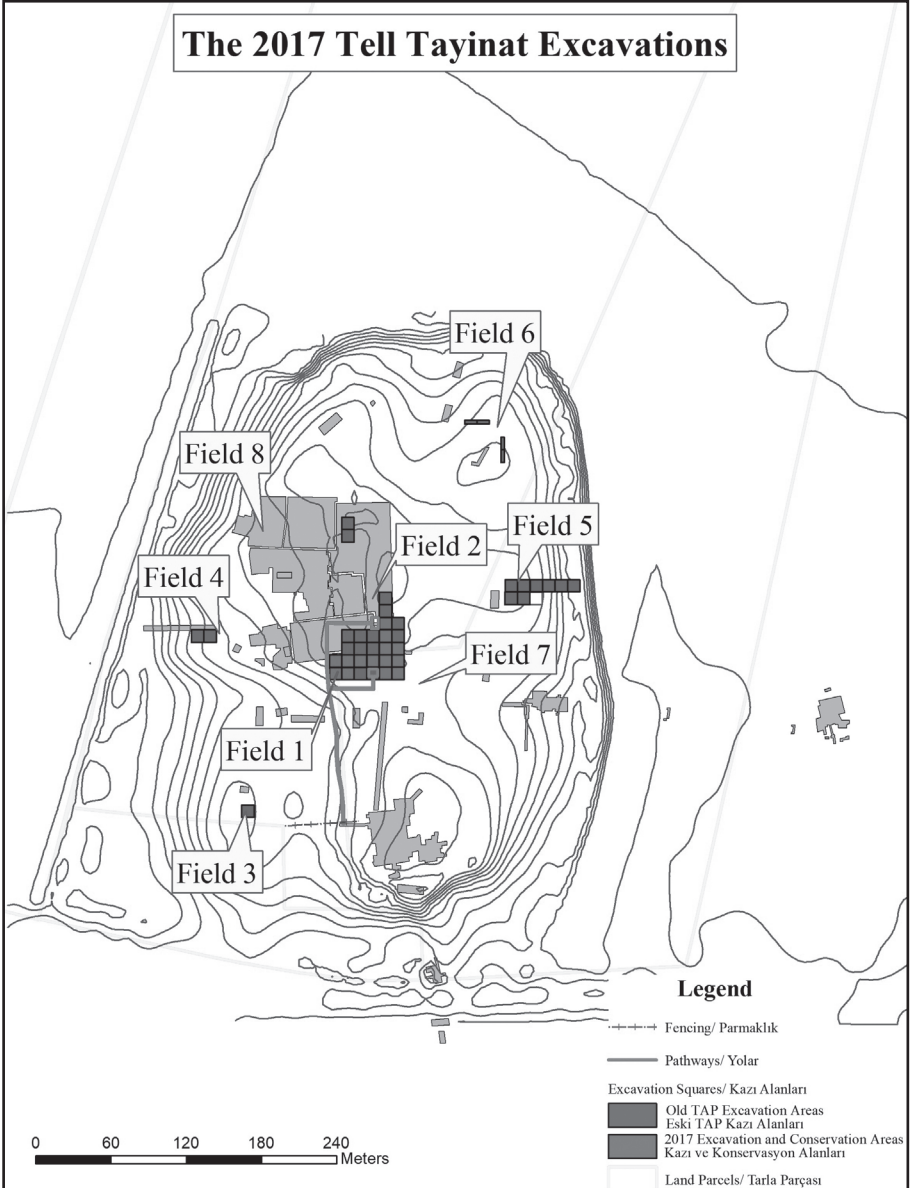 The 2017 Tell Tayinat Excavations
Field 6
Field 8
Field 5
Field 2
Field 4
Field 7
Field 1
Field 3
Legend
Fencing/ Parmaklık
Pathways/ Yolar
Excavation Squares/ Kazı Alanları
Old TAP Excavation Areas
Eski TAP Kazı Alanları
2017 Excavation and Conservation Areas
Kazı ve Konservasyon Alanları
Land Parcels/ Tarla Parçası
0 60 120 180 240
Meters